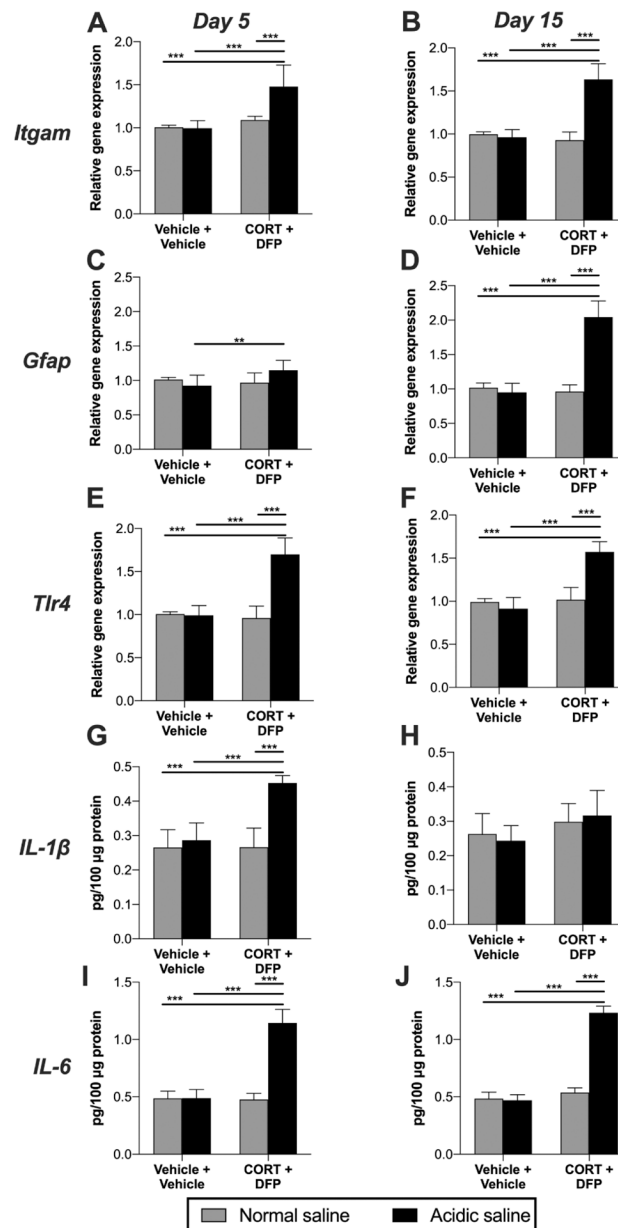 Day 5
Day 15
A
B
Itgam
Relative gene expression
2.0
1.5
1.0
0.5
0.0
***
***
***
Vehicle +
Vehicle
CORT +
DFP
Relative gene expression
2.0
1.5
1.0
0.5
0.0
***
***
***
Vehicle +
Vehicle
CORT +
DFP
C
D
Gfap
Relative gene expression
2.5
2.0
1.5
1.0
0.5
0.0
**
Vehicle +
Vehicle
CORT +
DFP
Relative gene expression
2.5
2.0
1.5
1.0
0.5
0.0
***
***
***
Vehicle +
Vehicle
CORT +
DFP
E
F
Tlr4
Relative gene expression
2.0
1.5
1.0
0.5
0.0
***
***
***
Vehicle +
Vehicle
CORT +
DFP
Relative gene expression
2.0
1.5
1.0
0.5
0.0
***
***
***
Vehicle +
Vehicle
CORT +
DFP
G
H
IL-1β
pg/100 µg protein
0.5
0.4
0.3
0.2
0.1
0.0
***
***
***
Vehicle +
Vehicle
CORT +
DFP
pg/100 µg protein
0.5
0.4
0.3
0.2
0.1
0.0
Vehicle +
Vehicle
CORT +
DFP
I
J
IL-6
pg/100 µg protein
1.5
1.0
0.5
0.0
***
***
***
Vehicle +
Vehicle
CORT +
DFP
pg/100 µg protein
1.5
1.0
0.5
0.0
***
***
***
Vehicle +
Vehicle
CORT +
DFP
Normal saline
Acidic saline